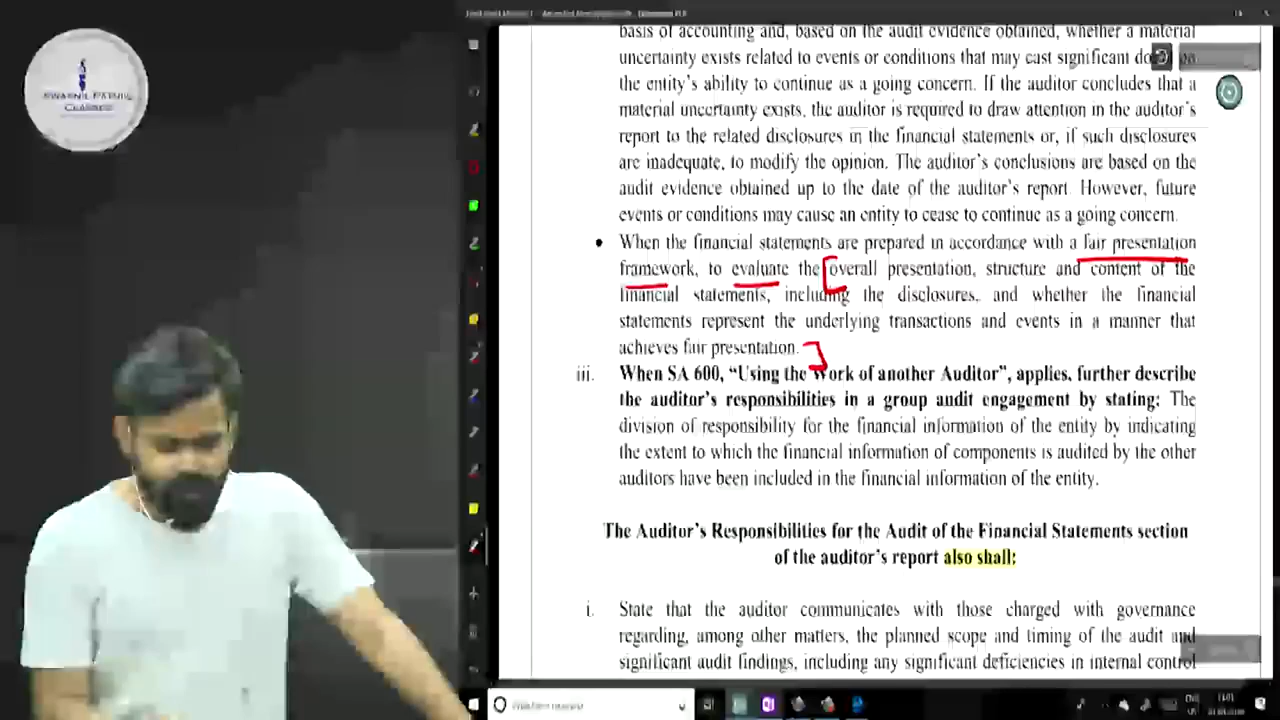 SWAPNIL PATNI'S
CLASSES
basis of accounting and, based on the audit evidence obtained, whether a material
uncertainty exists related to events or conditions that may cast significant on
the entity's ability to continue as a going concern. If the auditor concludes that a
material uncertainty exists, the auditor is required to draw attention in the auditor's
report to the related disclosures in the financial statements or, if such disclosures
are inadequate, to modify the opinion. The auditor's conclusions are based on the
audit evidence obtained up to the date of the auditor's report. However, future
events or conditions may cause an entity to cease to continue as a going concern.
• When the financial statements are prepared in accordance with a fair presentation
framework, to evaluate the overall presentation, structure and content of the
financial statements, including the disclosures, and whether the financial
statements represent the underlying transactions and events in a manner that
achieves fair presentation.
iii. When SA 600, “Using the Work of another Auditor”, applies, further describe
the auditor's responsibilities in a group audit engagement by stating: The
division of responsibility for the financial information of the entity by indicating
the extent to which the financial information of components is audited by the other
auditors have been included in the financial information of the entity.
The Auditor's Responsibilities for the Audit of the Financial Statements section
of the auditor's report also shall:
i. State that the auditor communicates with those charged with governance
regarding, among other matters, the planned scope and timing of the audit and
significant audit findings, including any significant deficiencies in internal control